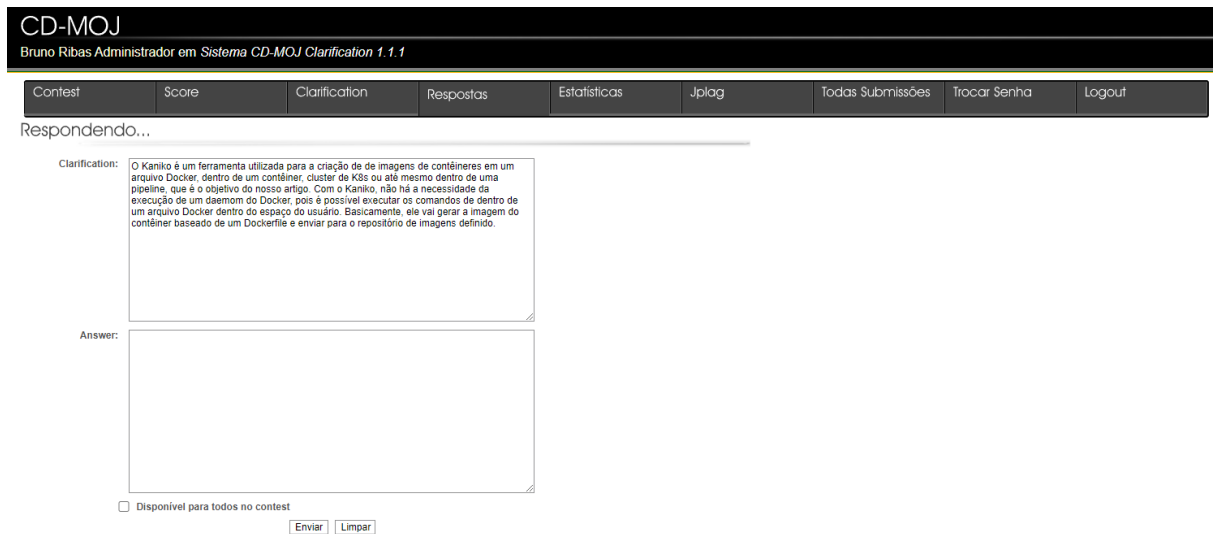 CD-MOJ
Bruno Ribas Administrador em Sistema CD-MOJ Clarification 1.1.1
Contest Score Clarification Respostas Estatísticas Jplag Todas Submissões Trocar Senha Logout
Respondendo...
Clarification:
O Kaniko é um ferramenta utilizada para a criação de de imagens de contêineres em um
arquivo Docker, dentro de um contêiner, cluster de K8s ou até mesmo dentro de uma
pipeline, que é o objetivo do nosso artigo. Com o Kaniko, não há a necessidade da
execução de um daemom do Docker, pois é possível executar os comandos de dentro de
um arquivo Docker dentro do espaço do usuário. Basicamente, ele vai gerar a imagem do
contêiner baseado de um Dockerfile e enviar para o repositório de imagens definido.
Answer:
Disponível para todos no contest
Enviar Limpar